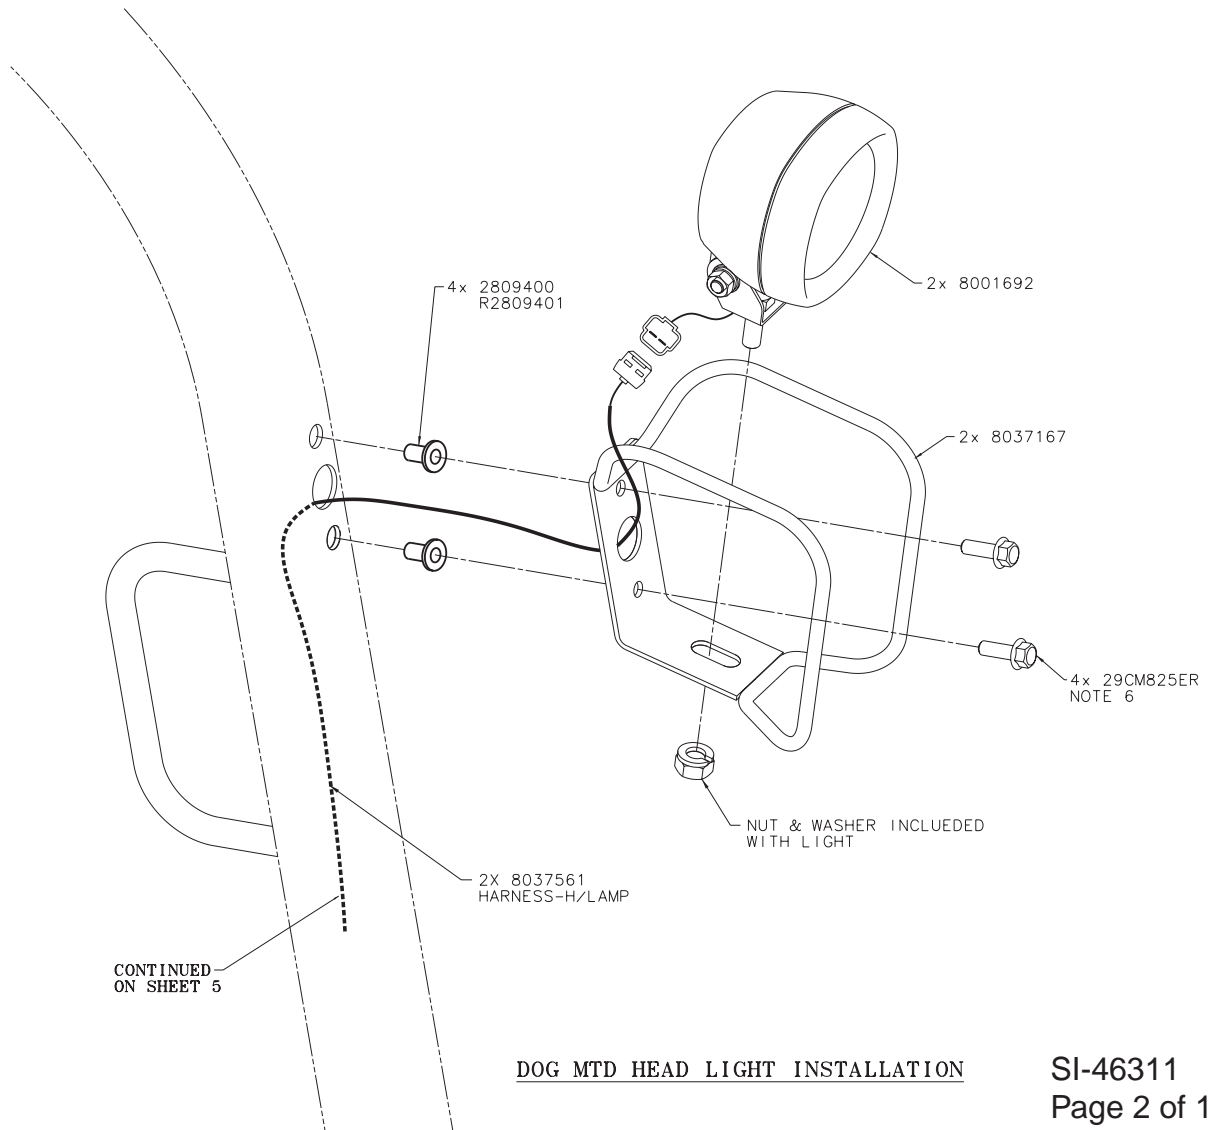 2x 8001692
4x 2809400
R2809401
2x 8037167
4x 29CM825ER
NOTE 6
NUT & WASHER INCLUEDED
WITH LIGHT
2X 8037561
HARNESS-H/LAMP
CONTINUED
ON SHEET 5
DOG MTD HEAD LIGHT INSTALLATION
SI-46311
Page 2 of 1